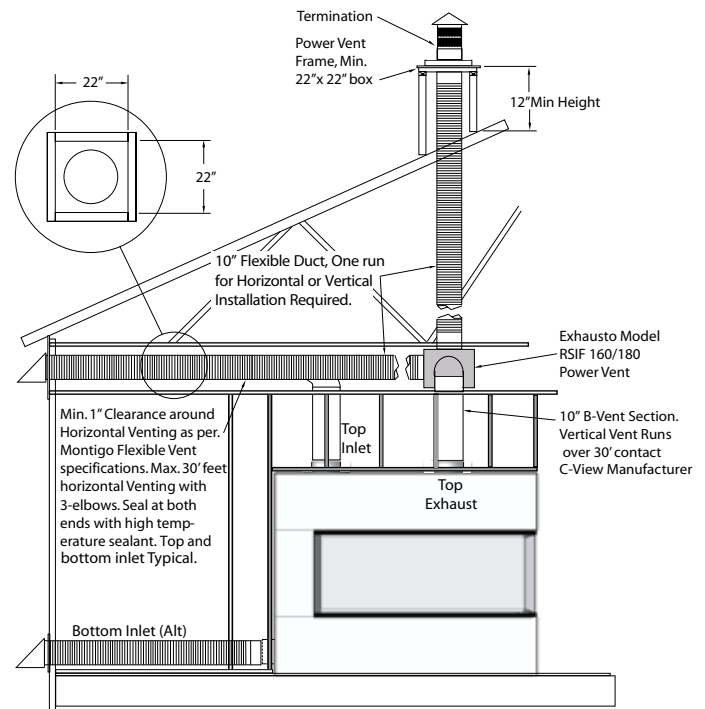 Termination
Power Vent
Frame, Min.
22”x 22” box
22”
12”Min Height
22”
10” Flexible Duct, One run
for Horizontal or Vertical
Installation Required.
Exhausto Model
RSIF 160/180
Power Vent
Min. 1” Clearance around
Horizontal Venting as per.
Montigo Flexible Vent
specifications. Max. 30’ feet
horizontal Venting with
3-elbows. Seal at both
ends with high temp-
erature sealant. Top and
bottom inlet Typical.
Top
Inlet
10” B-Vent Section.
Vertical Vent Runs
over 30’ contact
C-View Manufacturer
Top
Exhaust
Bottom Inlet (Alt)